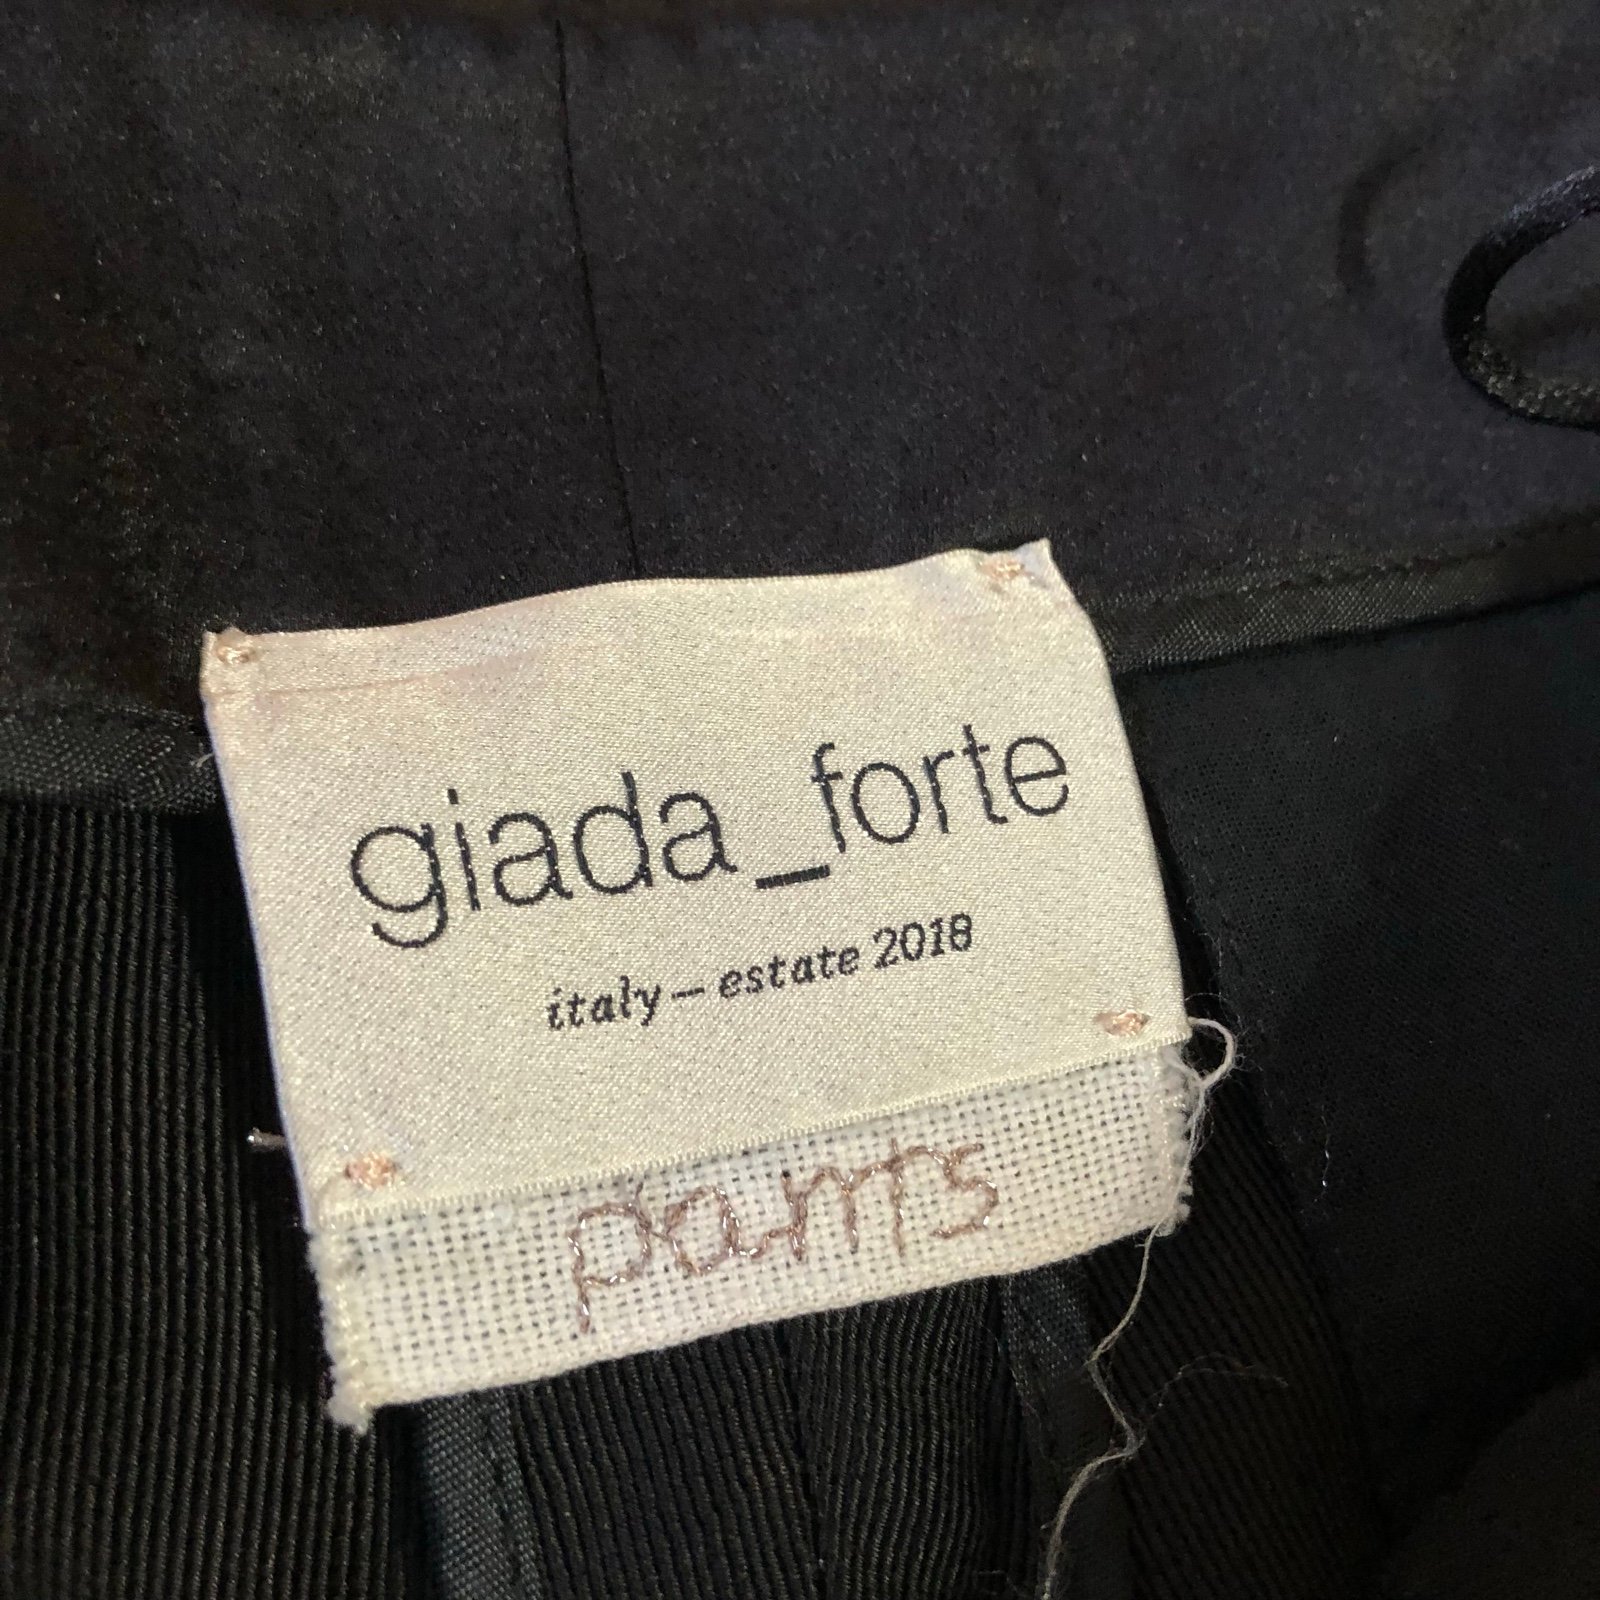 giada_forte
italy – estate 2018
pants